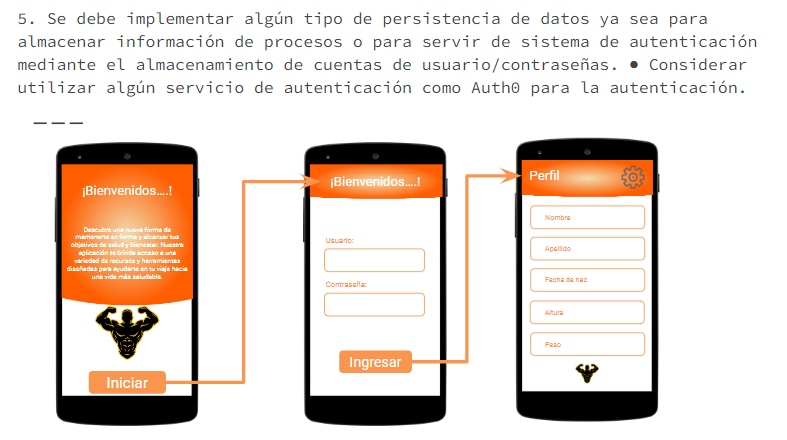 5. Se debe implementar algún tipo de persistencia de datos ya sea para
almacenar información de procesos o para servir de sistema de autenticación
mediante el almacenamiento de cuentas de usuario/contraseñas. ● Considerar
utilizar algún servicio de autenticación como Auth0 para la autenticación.
¡Bienvenidos....!
Descubre una nueva forma de
mantenerte en forma y alcanzar tus
objetivos de salud y bienestar. Nuestra
aplicación te brinda acceso a una
variedad de recursos y herramientas
diseñadas para ayudarte en tu viaje hacia
una vida más saludable.
Iniciar
¡Bienvenidos....!
Usuario:
Contraseña:
Ingresar
Perfil
Nombre
Apellido
Fecha de nac
Altura
Peso